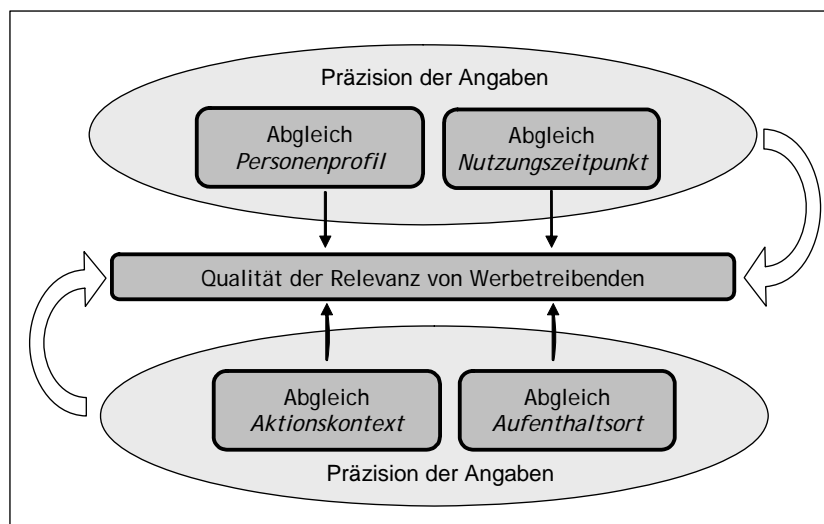 Präzision der Angaben
Abgleich
Personenprofil
Abgleich
Nutzungszeitpunkt
Qualität der Relevanz von Werbetreibenden
Abgleich
Aktionskontext
Abgleich
Aufenthaltsort
Präzision der Angaben